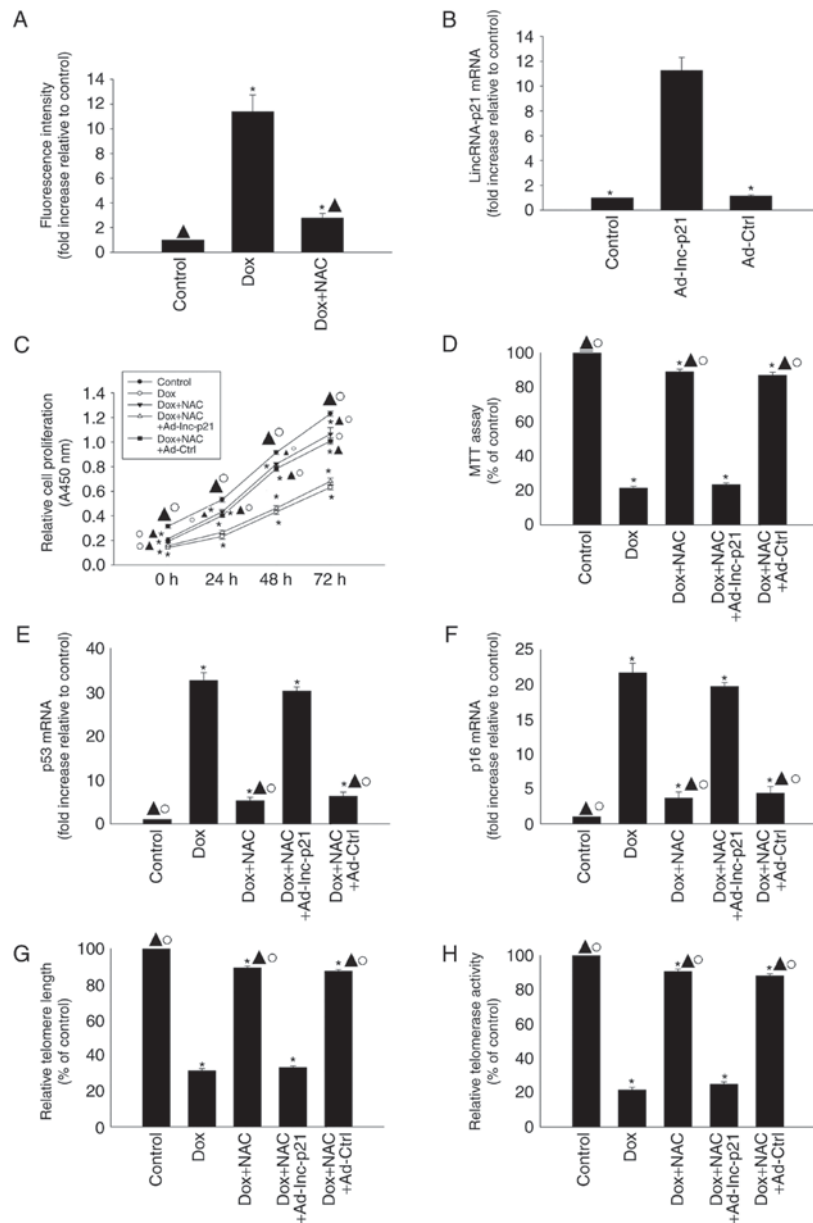 A
Fluorescence intensity
(fold increase relative to control)
14
12
10
8
6
4
2
0
*
*
Control
Dox
Dox+NAC
B
LincRNA-p21 mRNA
(fold increase relative to control)
14
12
10
8
6
4
2
0
*
*
Control
Ad-lnc-p21
Ad-Ctrl
C
Relative cell proliferation
(A450 nm)
1.4
1.2
1.0
0.8
0.6
0.4
0.2
0.0
Control
Dox
Dox+NAC
Dox+NAC
+Ad-lnc-p21
Dox+NAC
+Ad-Ctrl
0 h
24 h
48 h
72 h
D
MTT assay
(% of control)
100
80
60
40
20
0
*
*
*
*
Control
Dox
Dox+NAC
Dox+NAC
+Ad-lnc-p21
Dox+NAC
+Ad-Ctrl
E
p53 mRNA
(fold increase relative to control)
40
30
20
10
0
*
*
*
*
Control
Dox
Dox+NAC
Dox+NAC
+Ad-lnc-p21
Dox+NAC
+Ad-Ctrl
F
p16 mRNA
(fold increase relative to control)
25
20
15
10
5
0
*
*
*
*
Control
Dox
Dox+NAC
Dox+NAC
+Ad-lnc-p21
Dox+NAC
+Ad-Ctrl
G
Relative telomere length
(% of control)
100
80
60
40
20
0
*
*
*
*
Control
Dox
Dox+NAC
Dox+NAC
+Ad-lnc-p21
Dox+NAC
+Ad-Ctrl
H
Relative telomerase activity
(% of control)
100
80
60
40
20
0
*
*
*
*
Control
Dox
Dox+NAC
Dox+NAC
+Ad-lnc-p21
Dox+NAC
+Ad-Ctrl